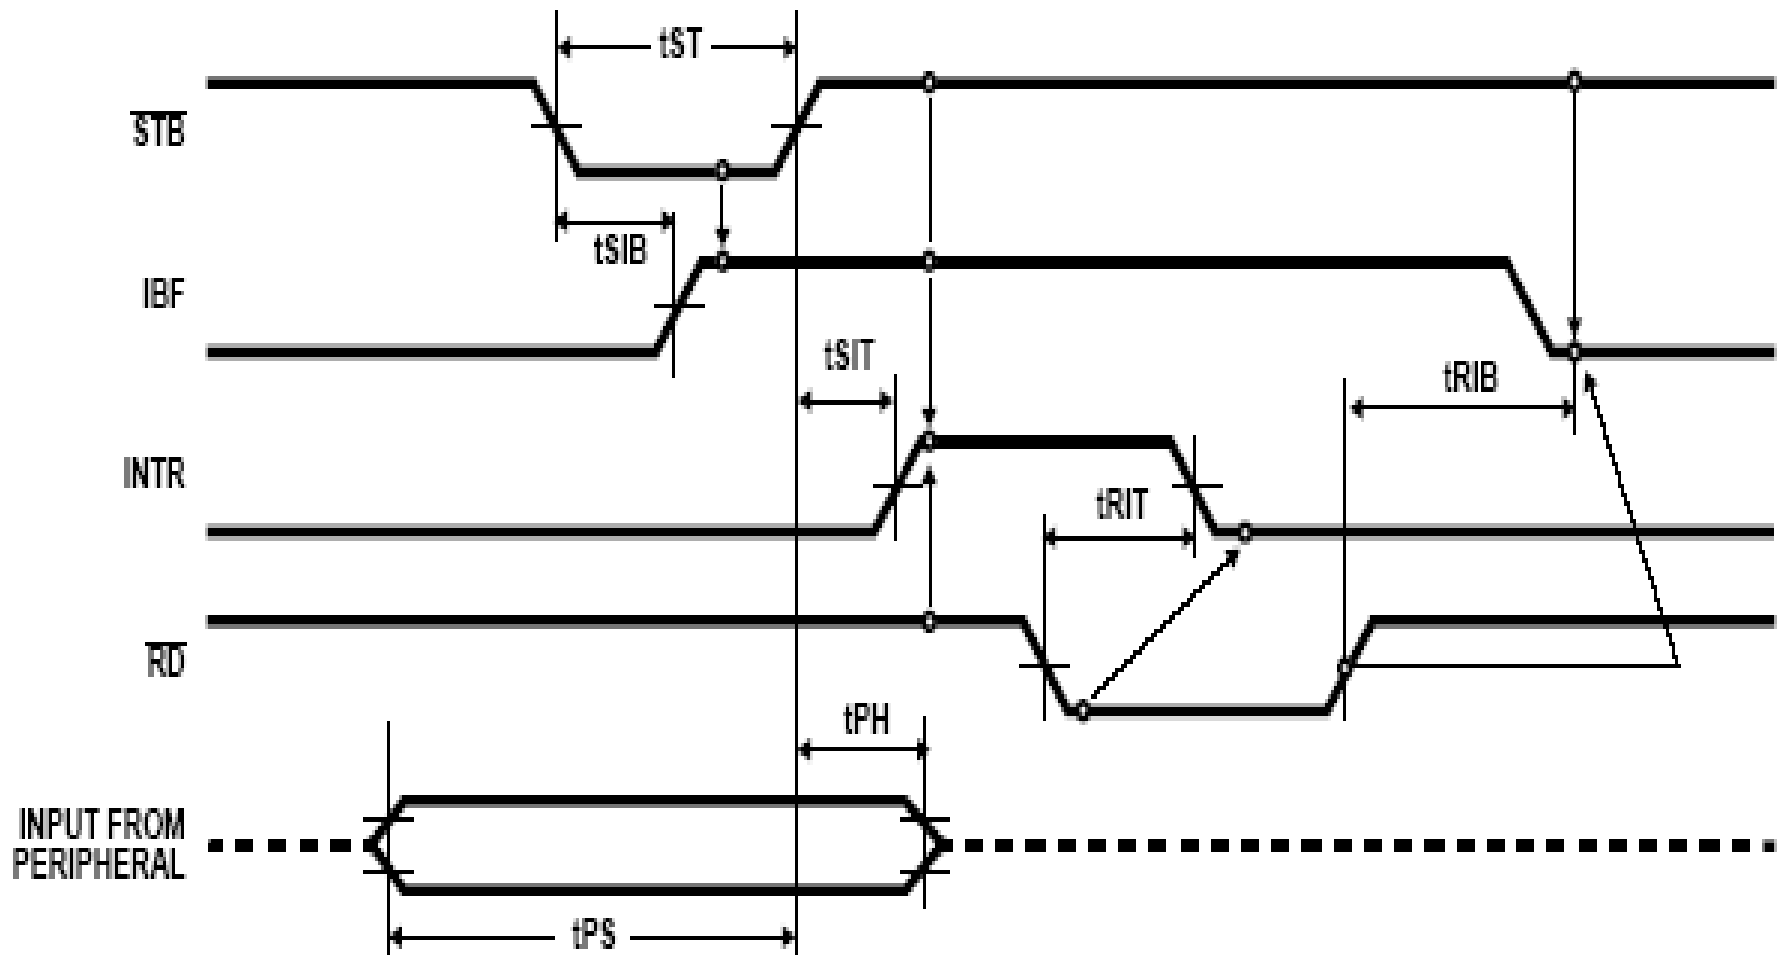 tST
STB
tSIB
IBF
tSIT
tRIB
INTR
tRIT
RD
tPH
INPUT FROM
PERIPHERAL
tPS